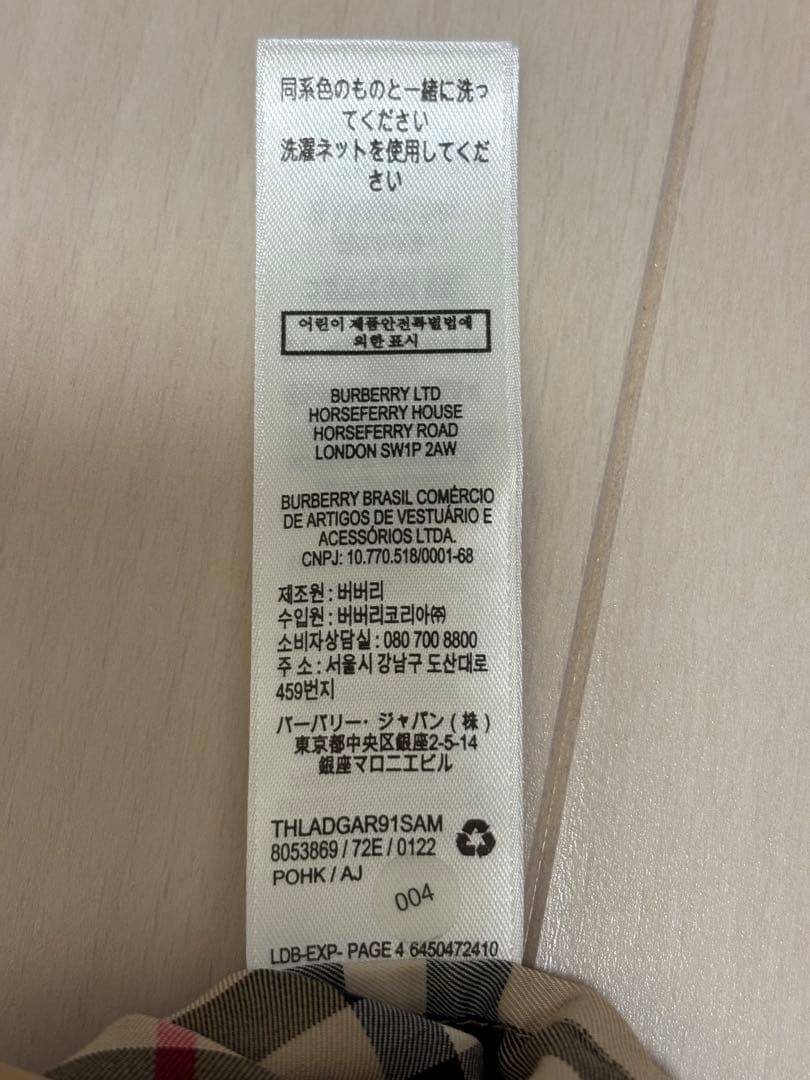 同系色のものと一緒に洗っ
てください
洗濯ネットを使用してくだ
さい
어린이 제품안전특별법에
의한 표시
BURBERRY LTD
HORSEFERRY HOUSE
HORSEFERRY ROAD
LONDON SW1P 2AW
BURBERRY BRASIL COMÉRCIO
DE ARTIGOS DE VESTUÁRIO E
ACESSÓRIOS LTDA.
CNPJ: 10.770.518/0001-68
제조원 : 버버리
수입원 : 버버리코리아㈜
소비자상담실 : 080 700 8800
주 소 : 서울시 강남구 도산대로
459번지
バーバリー・ジャパン ( 株 )
東京都中央区銀座2-5-14
銀座マロニエビル
THLADGAR91SAM
8053869 / 72E / 0122
POHK / AJ
004
LDB-EXP- PAGE 4 6450472410